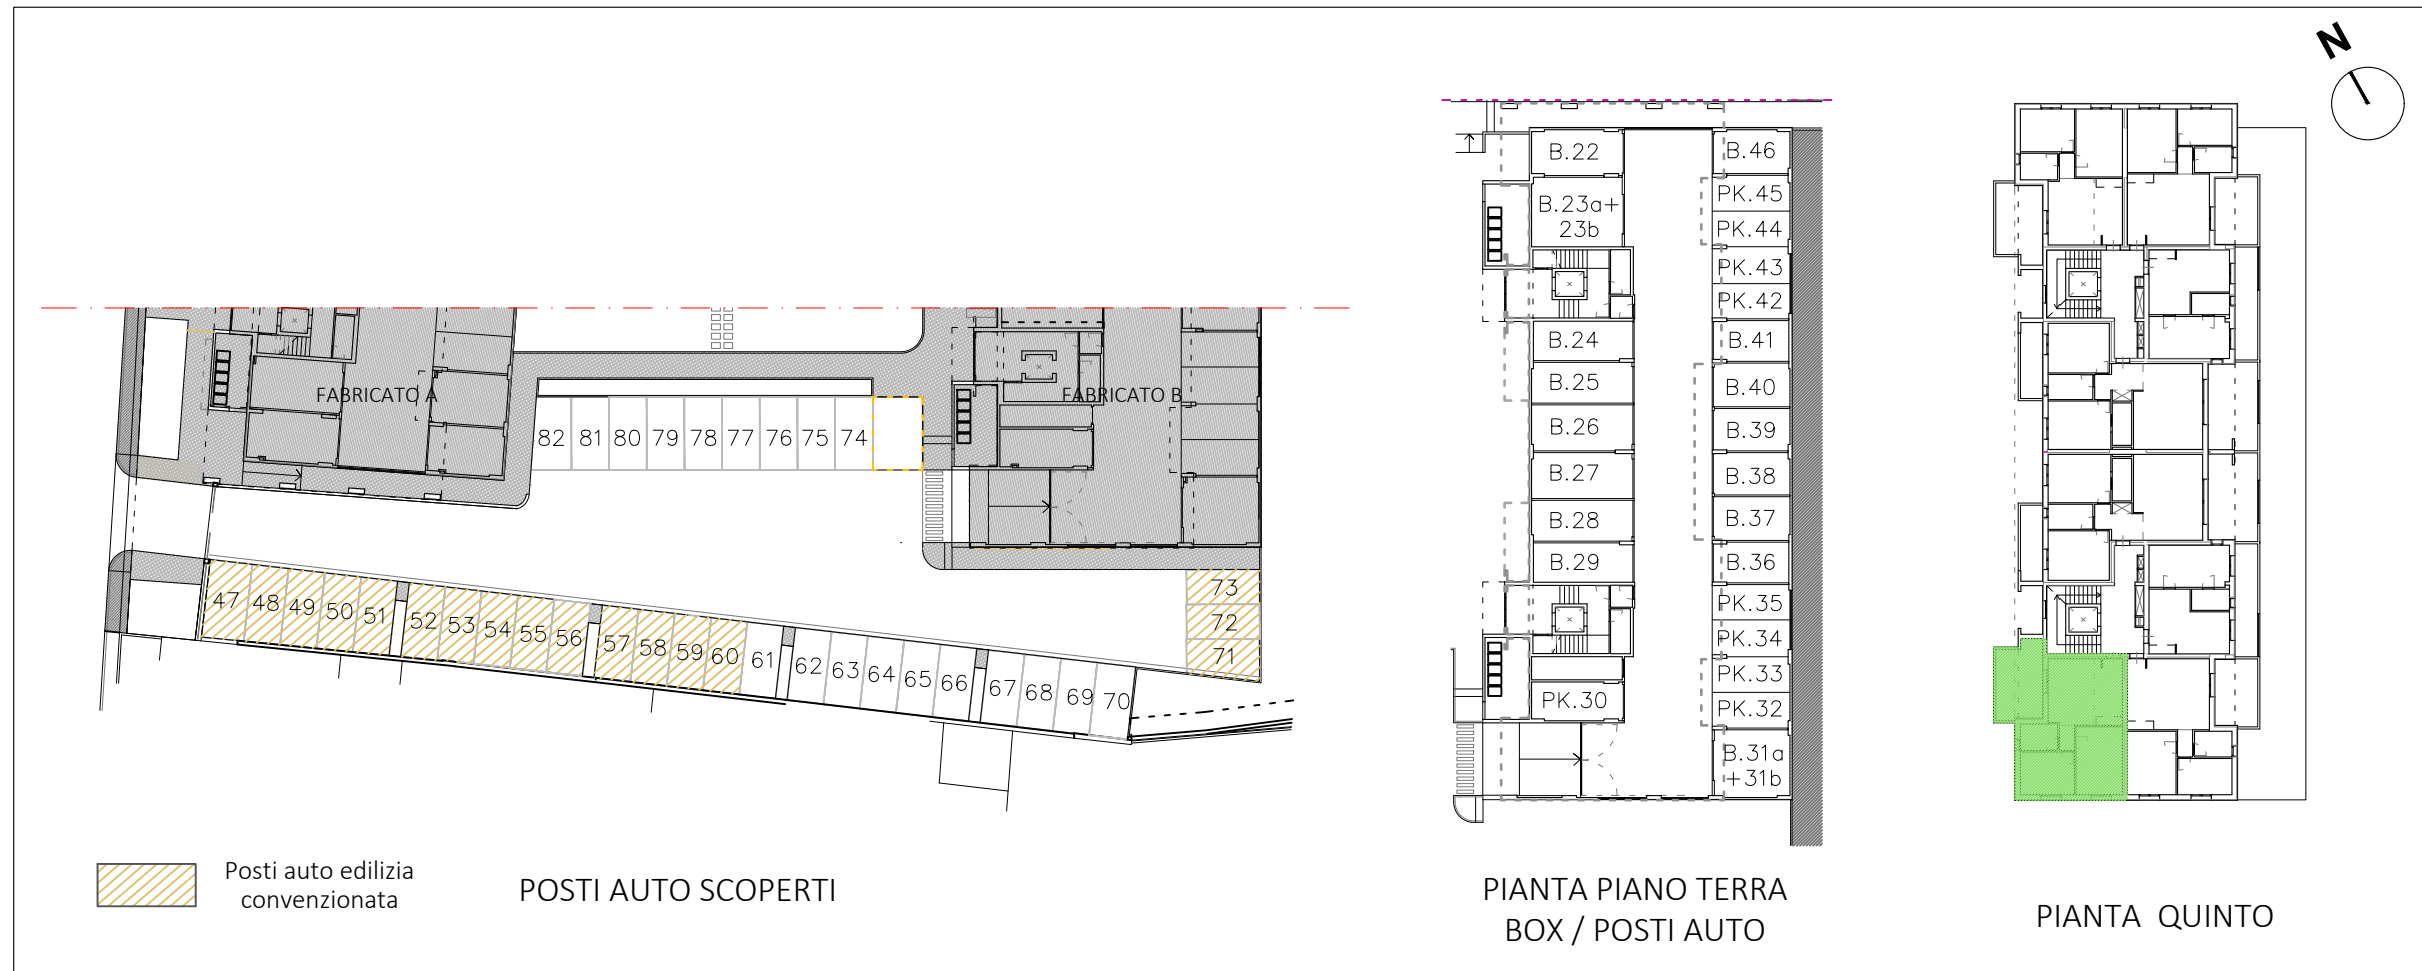 N
FABRICATO A
FABRICATO B
82 81 80 79 78 77 76 75 74
47 48 49 50 51 52 53 54 55 56 57 58 59 60 61 62 63 64 65 66 67 68 69 70
73
72
71
Posti auto edilizia
convenzionata
POSTI AUTO SCOPERTI
B.22
B.23a+
23b
B.24
B.25
B.26
B.27
B.28
B.29
PK.30
B.46
PK.45
PK.44
PK.43
PK.42
B.41
B.40
B.39
B.38
B.37
B.36
PK.35
PK.34
PK.33
PK.32
B.31a
+31b
PIANTA PIANO TERRA
BOX / POSTI AUTO
PIANTA QUINTO